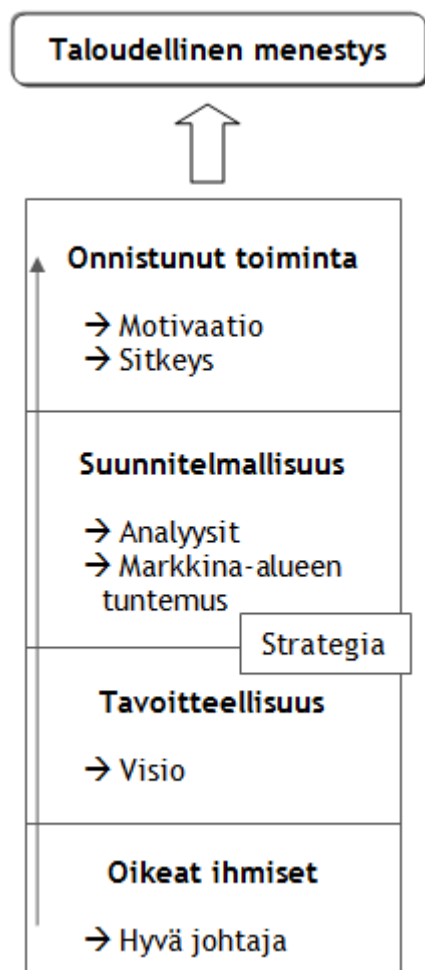 Taloudellinen menestys
Onnistunut toiminta
→ Motivaatio
→ Sitkeys
Suunnitelmallisuus
→ Analyysit
→ Markkina-alueen
tuntemus
Strategia
Tavoitteellisuus
→ Visio
Oikeat ihmiset
→ Hyvä johtaja